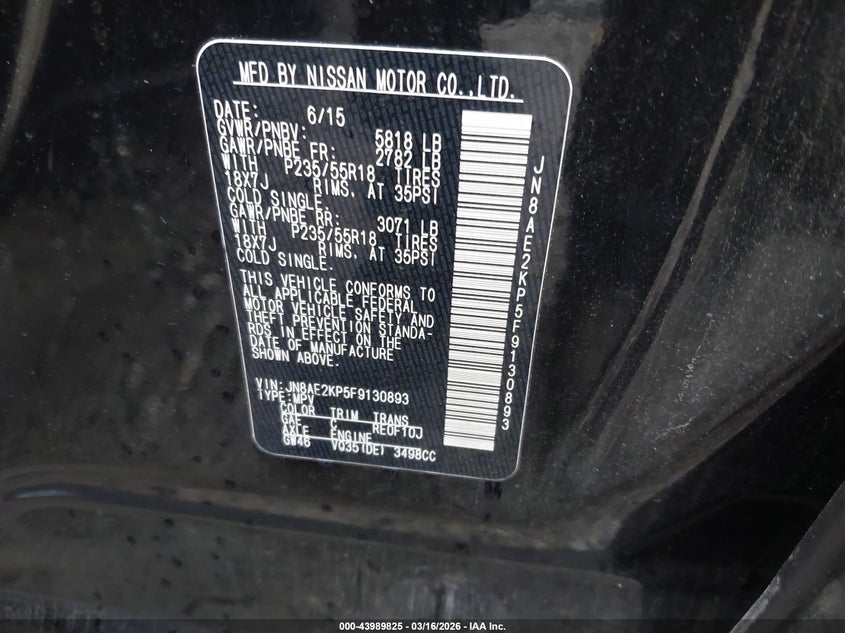 MFD BY NISSAN MOTOR CO.,LTD.
DATE: 6/15
GVWR/PNBV: 5818 LB
GAWR/PNBE FR: 2782 LB
WITH P235/55R18 TIRES
18X7J RIMS. AT 35PSI
COLD SINGLE.
GAWR/PNBE RR: 3071 LB
WITH P235/55R18 TIRES
18X7J RIMS. AT 35PSI
COLD SINGLE.
THIS VEHICLE CONFORMS TO
ALL APPLICABLE FEDERAL
MOTOR VEHICLE SAFETY AND
THEFT PREVENTION STANDA-
RDS IN EFFECT ON THE
DATE OF MANUFACTURE
SHOWN ABOVE.
VIN:JN8AE2KP5F9130893
TYPE:MPV
COLOR TRIM TRANS
GAE C RE0F10J
AXLE ENGINE
GW46 VQ35(DE) 3498CC
JN8AE2KP5F9130893
000-43989825 - 03/16/2026 - IAA Inc.